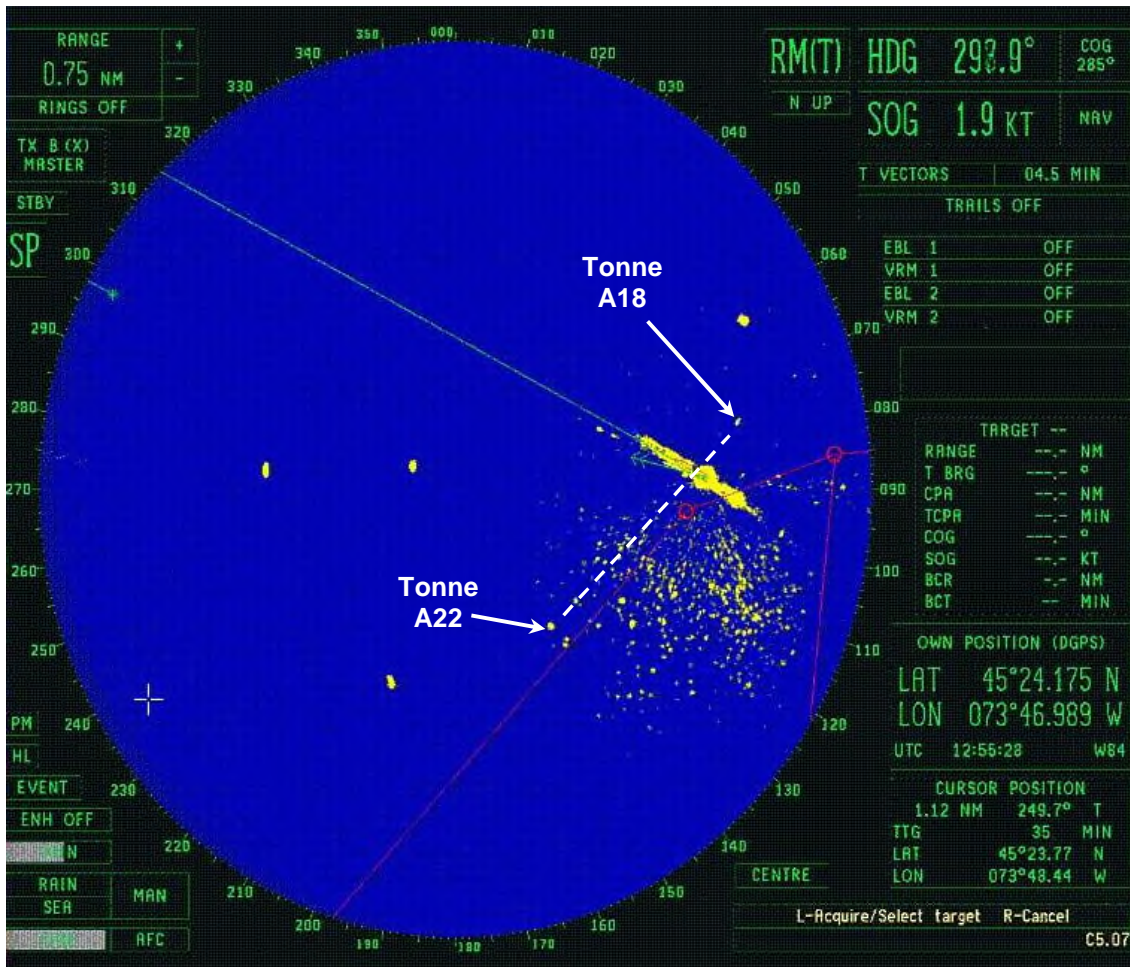 RANGE
0.75 NM
RINGS OFF
+
-
TX B (X)
MASTER
STBY
SP
PM
HL
EVENT
ENH OFF
RAIN
SEA
MAN
AFC
000
010
020
030
040
050
060
070
080
090
100
110
120
130
140
150
160
170
180
190
200
210
220
230
240
250
260
270
280
290
300
310
320
330
340
350
Tonne
A18
Tonne
A22
RM(T)
N UP
HDG
COG
285°
SOG 1.9 KT
NAV
T VECTORS 04.5 MIN
TRAILS OFF
EBL 1 OFF
VRM 1 OFF
EBL 2 OFF
VRM 2 OFF
TARGET --
RANGE --.- NM
T BRG ---.- °
CPA --.- NM
TCPA --.- MIN
COG ---.- °
SOG --.- KT
BCR -.- NM
BCT -- MIN
OWN POSITION (DGPS)
LAT 45°24.175 N
LON 073°46.989 W
UTC 12:55:28 W84
CURSOR POSITION
1.12 NM 249.7° T
TTG 35 MIN
LAT 45°23.77 N
LON 073°48.44 W
CENTRE
L-Acquire/Select target R-Cancel
C5.07